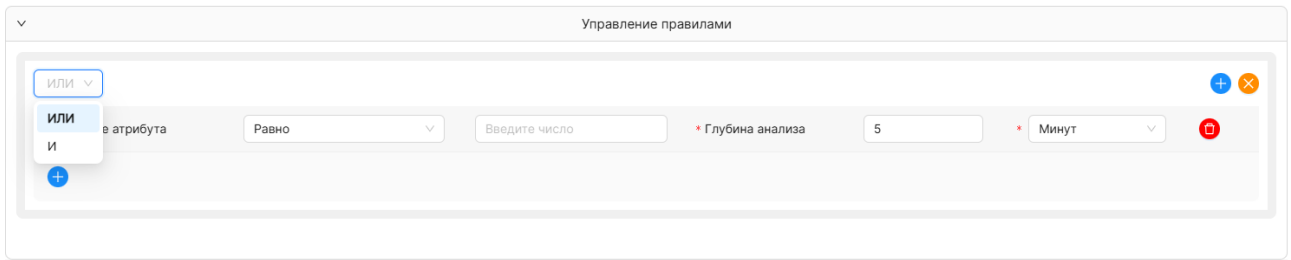 Управление правилами
ИЛИ
ИЛИ
И
е атрибута Равно Введите число * Глубина анализа 5 * Минут